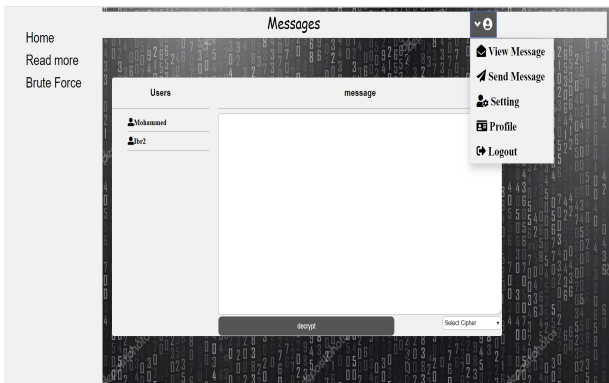 Messages
Home
Read more
Brute Force
View Message
Send Message
Setting
Profile
Logout
Users
message
Mohammed
Ibr2
decrypt
Select Cipher